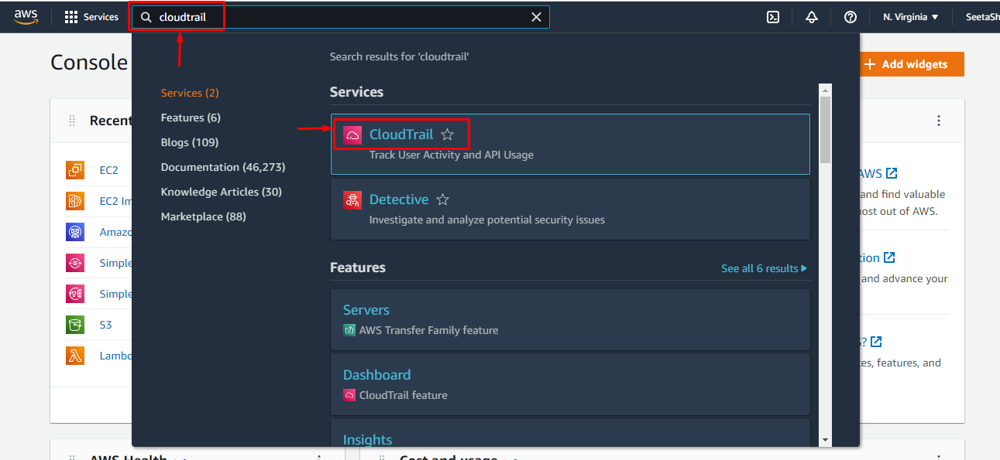 aws
Services
cloudtrail
N. Virginia
SeetaSh
Console
Add widgets
Search results for 'cloudtrail'
Services (2)
Features (6)
Blogs (109)
Documentation (46,273)
Knowledge Articles (30)
Marketplace (88)
Services
CloudTrail
Track User Activity and API Usage
Detective
Investigate and analyze potential security issues
Features
See all 6 results
Servers
AWS Transfer Family feature
Dashboard
CloudTrail feature
Insights
Recent
EC2
EC2 Im
Amazo
Simple
Simple
S3
Lambo
AWS
and find valuable
ost out of AWS.
tion
and advance your
?
es, features, and
AWS Health
Cost and usage